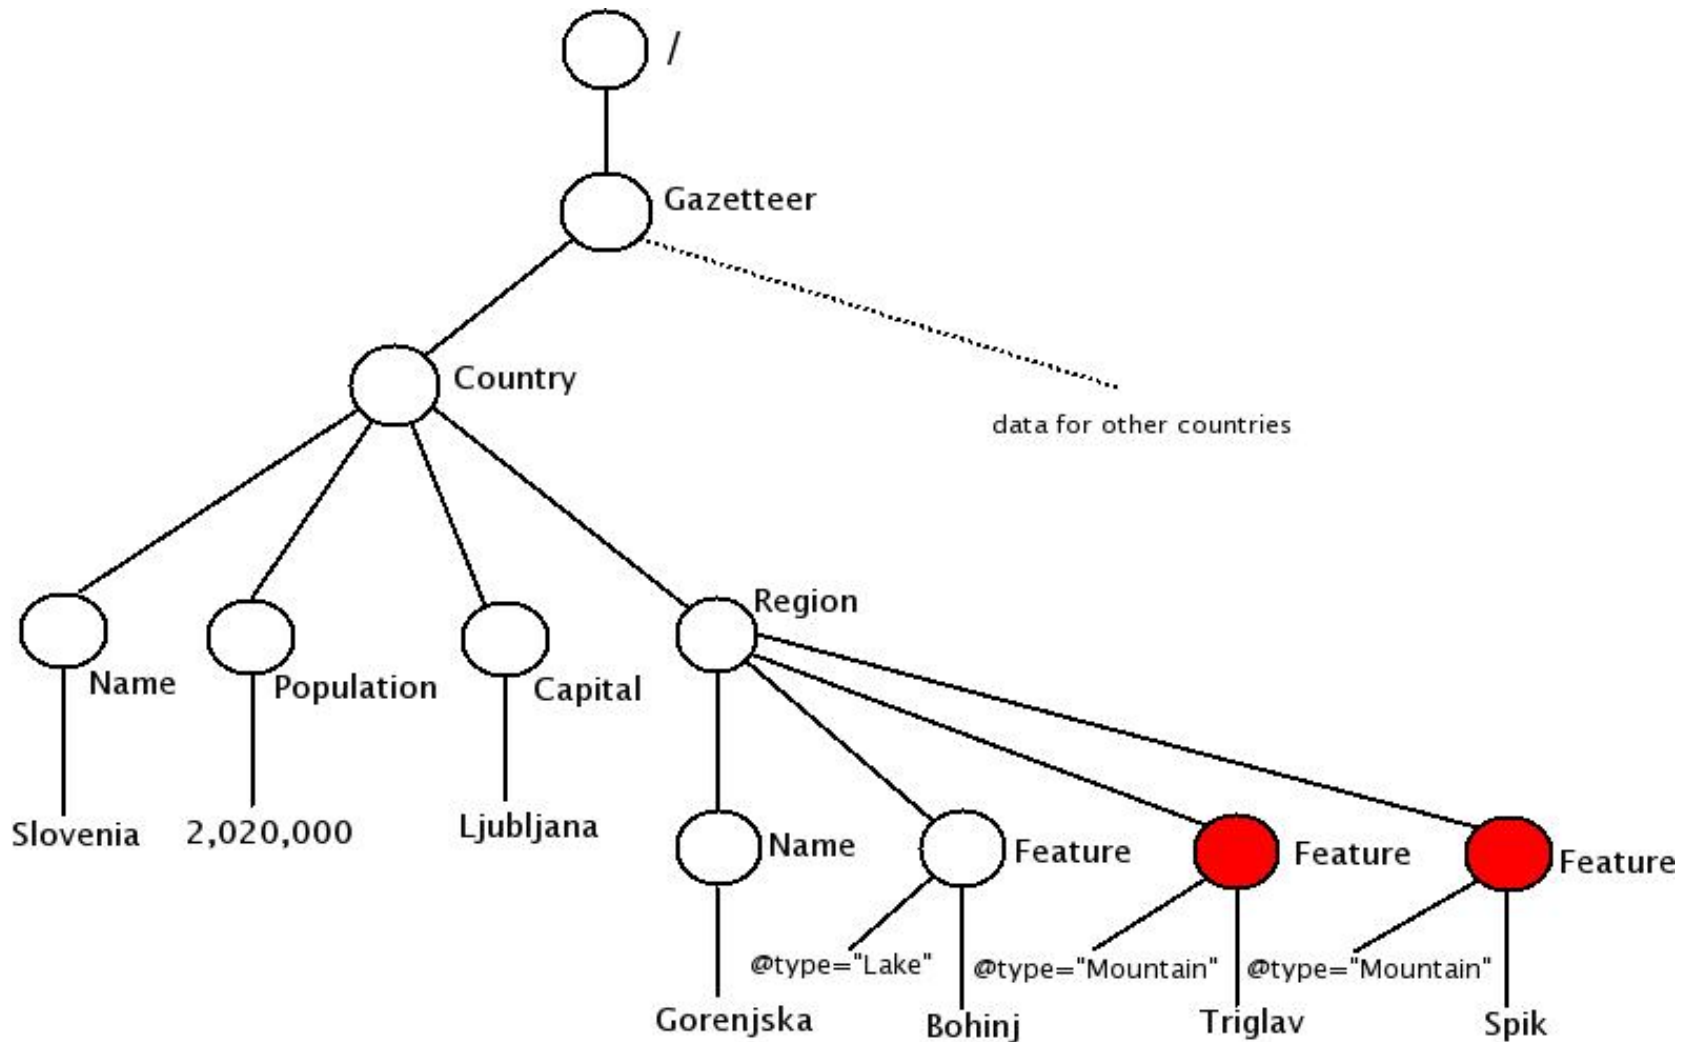 /
Gazetteer
Country
data for other countries
Region
Name
Population
Capital
Slovenia
2,020,000
Ljubljana
Name
Feature
Feature
Feature
@type="Lake"
@type="Mountain"
@type="Mountain"
Gorenjska
Bohinj
Triglav
Spik